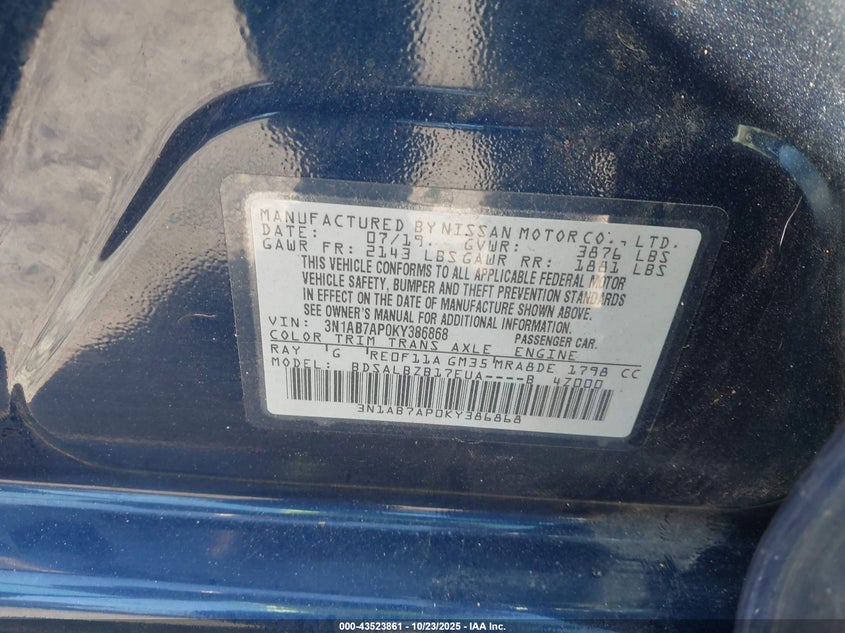 MANUFACTURED BY NISSAN MOTOR CO., LTD.
DATE: 07/19 GVWR: 3876 LBS
GAWR FR: 2143 LBS GAWR RR: 1881 LBS
THIS VEHICLE CONFORMS TO ALL APPLICABLE FEDERAL MOTOR
VEHICLE SAFETY, BUMPER AND THEFT PREVENTION STANDARDS
IN EFFECT ON THE DATE OF MANUFACTURE SHOWN ABOVE.
SEE OWNER'S MANUAL FOR ADDITIONAL INFORMATION.
VIN: 3N1AB7AP0KY386868 PASSENGER CAR.
COLOR TRIM TRANS AXLE ENGINE
RAY G RE0F11A GM35 MRA8DE 1798 CC
MODEL: BDSALBZB17EUA----B 47000
3N1AB7AP0KY386868
000-43523861 - 10/23/2025 - IAA Inc.